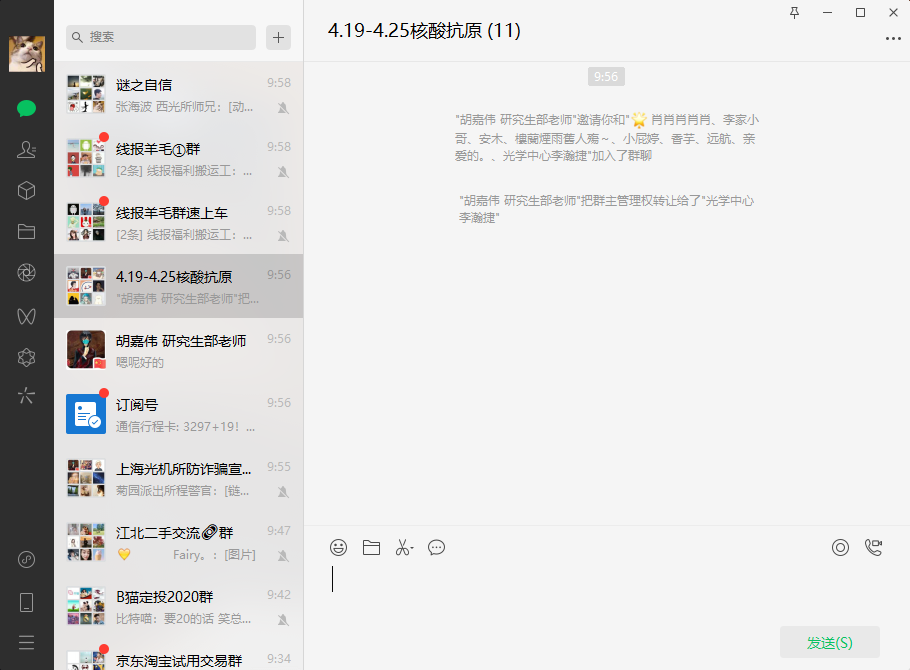 搜索
谜之自信
9:58
张海波 西光所师兄：[动...
线报羊毛①群
9:58
[2条] 线报福利搬运工：...
线报羊毛群速上车
9:58
[2条] 线报福利搬运工：...
4.19-4.25核酸抗原
9:56
"胡嘉伟 研究生部老师"把...
胡嘉伟 研究生部老师
9:56
嗯呢好的
订阅号
9:56
通信行程卡: 3297+19！...
上海光机所防诈骗宣...
9:55
菊园派出所程警官：[链...
江北二手交流🏈群
9:47
💛 Fairy。：[图片]
B猫定投2020群
9:42
比特喵：要20的话 笑总...
京东淘宝试用交易群
9:34
4.19-4.25核酸抗原 (11)
9:56
"胡嘉伟 研究生部老师"邀请你和"🌟 肖肖肖肖肖、李家小
哥、安木、樓蘭煙雨舊人殤～、小屁婷、香芋、远航、亲
爱的。、光学中心李瀚捷"加入了群聊
"胡嘉伟 研究生部老师"把群主管理权转让给了"光学中心
李瀚捷"
发送(S)